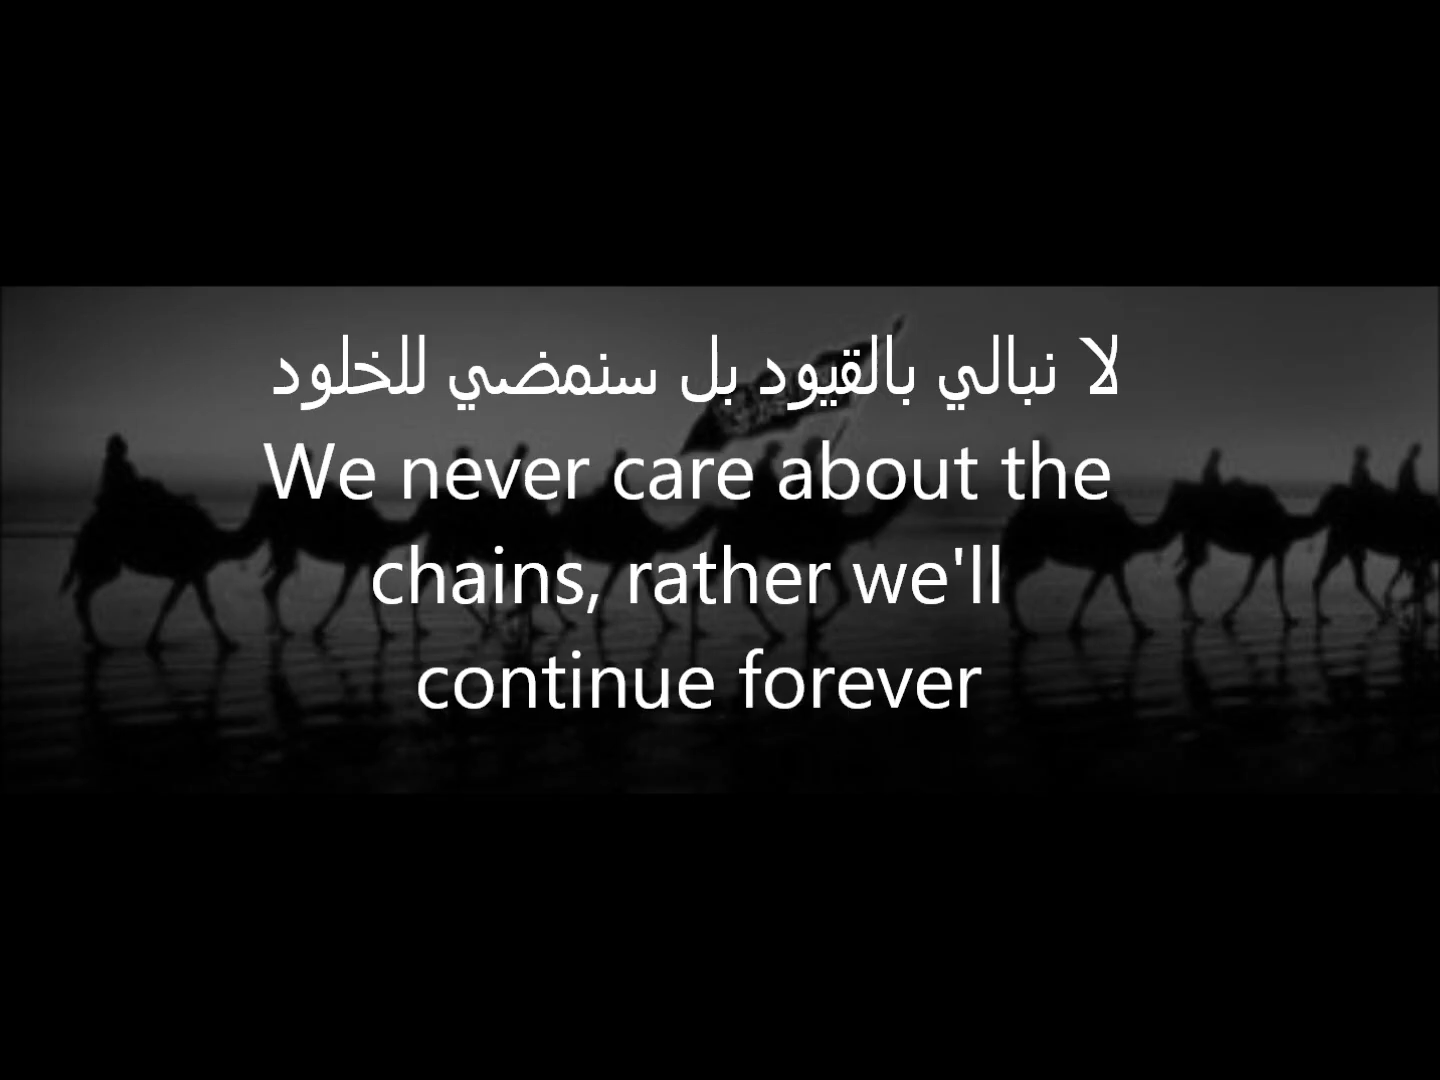 لا نبالي بالقيود بل سنمضي للخلود
We never care about the
chains, rather we'll
continue forever